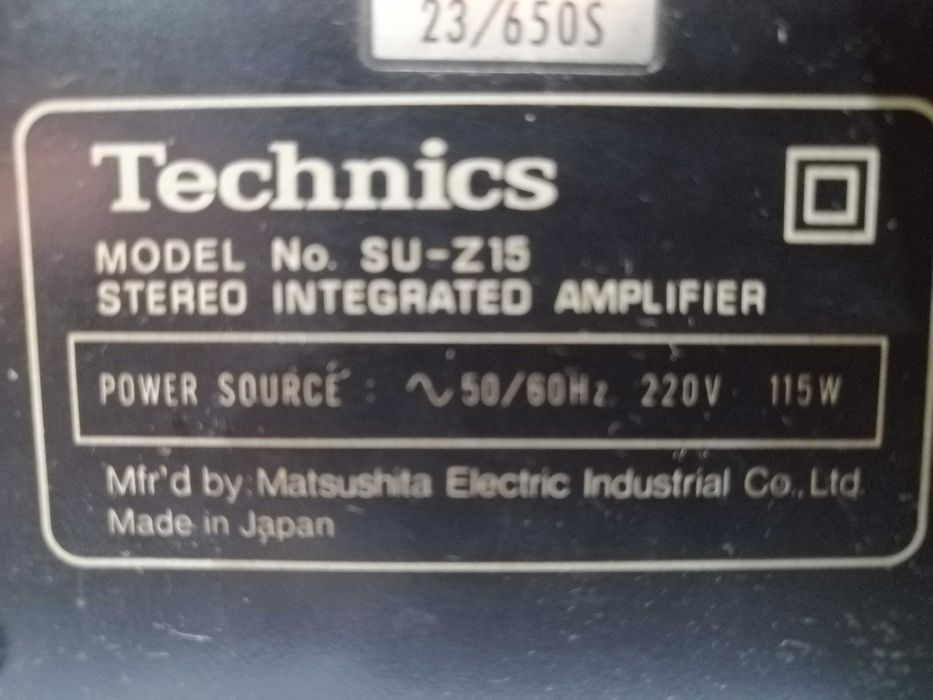 23/650S
Technics
MODEL No. SU-Z15
STEREO INTEGRATED AMPLIFIER
POWER SOURCE : ∿50/60Hz 220V 115W
Mfr'd by: Matsushita Electric Industrial Co., Ltd.
Made in Japan